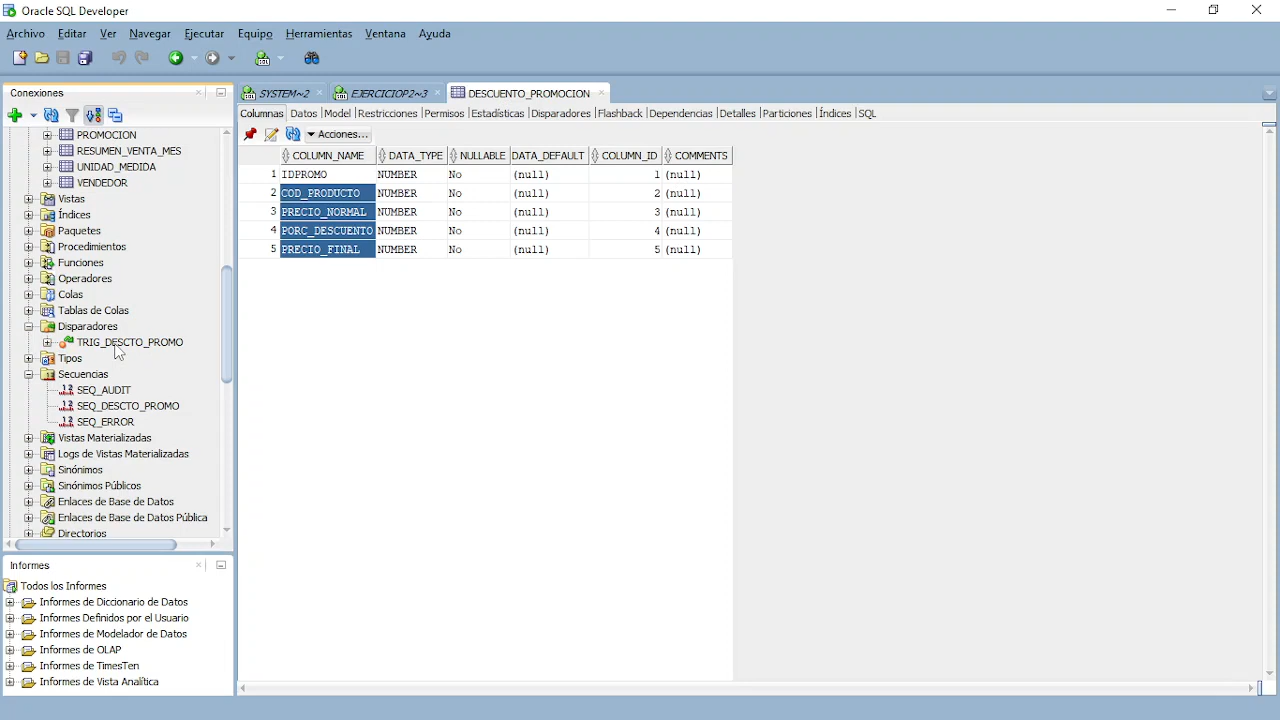 Oracle SQL Developer
Archivo Editar Ver Navegar Ejecutar Equipo Herramientas Ventana Ayuda
Conexiones
SYSTEM~2 EJERCICIOP2~3 DESCUENTO_PROMOCION
Columnas Datos Model Restricciones Permisos Estadísticas Disparadores Flashback Dependencias Detalles Particiones Índices SQL
Acciones...
COLUMN_NAME DATA_TYPE NULLABLE DATA_DEFAULT COLUMN_ID COMMENTS
1 IDPROMO NUMBER No (null) 1 (null)
2 COD_PRODUCTO NUMBER No (null) 2 (null)
3 PRECIO_NORMAL NUMBER No (null) 3 (null)
4 PORC_DESCUENTO NUMBER No (null) 4 (null)
5 PRECIO_FINAL NUMBER No (null) 5 (null)
PROMOCION
RESUMEN_VENTA_MES
UNIDAD_MEDIDA
VENDEDOR
Vistas
Índices
Paquetes
Procedimientos
Funciones
Operadores
Colas
Tablas de Colas
Disparadores
TRIG_DESCTO_PROMO
Tipos
Secuencias
SEQ_AUDIT
SEQ_DESCTO_PROMO
SEQ_ERROR
Vistas Materializadas
Logs de Vistas Materializadas
Sinónimos
Sinónimos Públicos
Enlaces de Base de Datos
Enlaces de Base de Datos Pública
Directorios
Informes
Todos los Informes
Informes de Diccionario de Datos
Informes Definidos por el Usuario
Informes de Modelador de Datos
Informes de OLAP
Informes de TimesTen
Informes de Vista Analítica